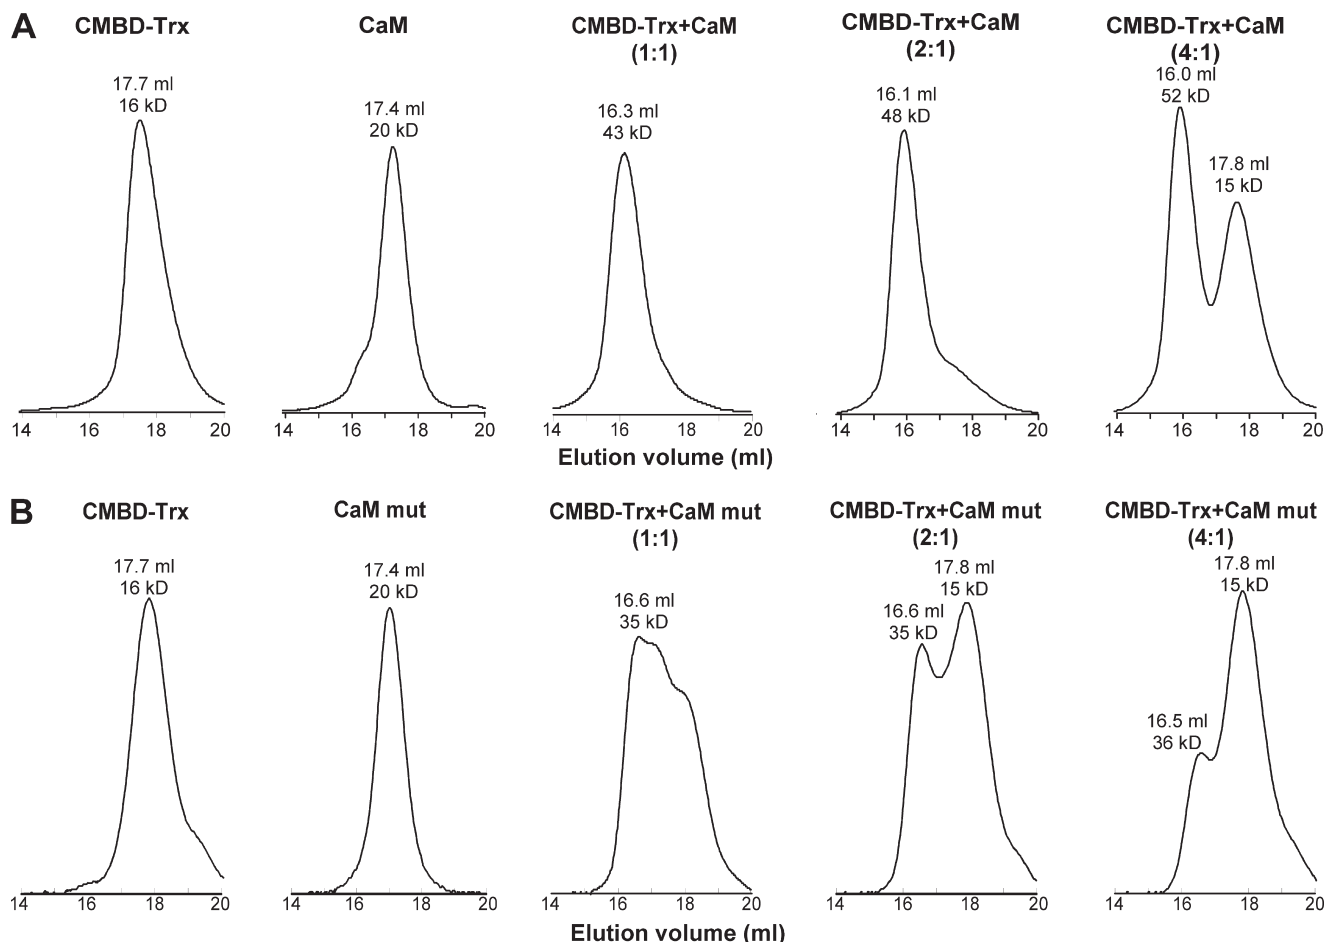 A
CMBD-Trx
CaM
CMBD-Trx+CaM
(1:1)
CMBD-Trx+CaM
(2:1)
CMBD-Trx+CaM
(4:1)
17.7 ml
16 kD
17.4 ml
20 kD
16.3 ml
43 kD
16.1 ml
48 kD
16.0 ml
52 kD
17.8 ml
15 kD
14 16 18 20
14 16 18 20
14 16 18 20
14 16 18 20
14 16 18 20
Elution volume (ml)
B
CMBD-Trx
CaM mut
CMBD-Trx+CaM mut
(1:1)
CMBD-Trx+CaM mut
(2:1)
CMBD-Trx+CaM mut
(4:1)
17.7 ml
16 kD
17.4 ml
20 kD
16.6 ml
35 kD
16.6 ml
35 kD
17.8 ml
15 kD
16.5 ml
36 kD
17.8 ml
15 kD
14 16 18 20
14 16 18 20
14 16 18 20
14 16 18 20
14 16 18 20
Elution volume (ml)